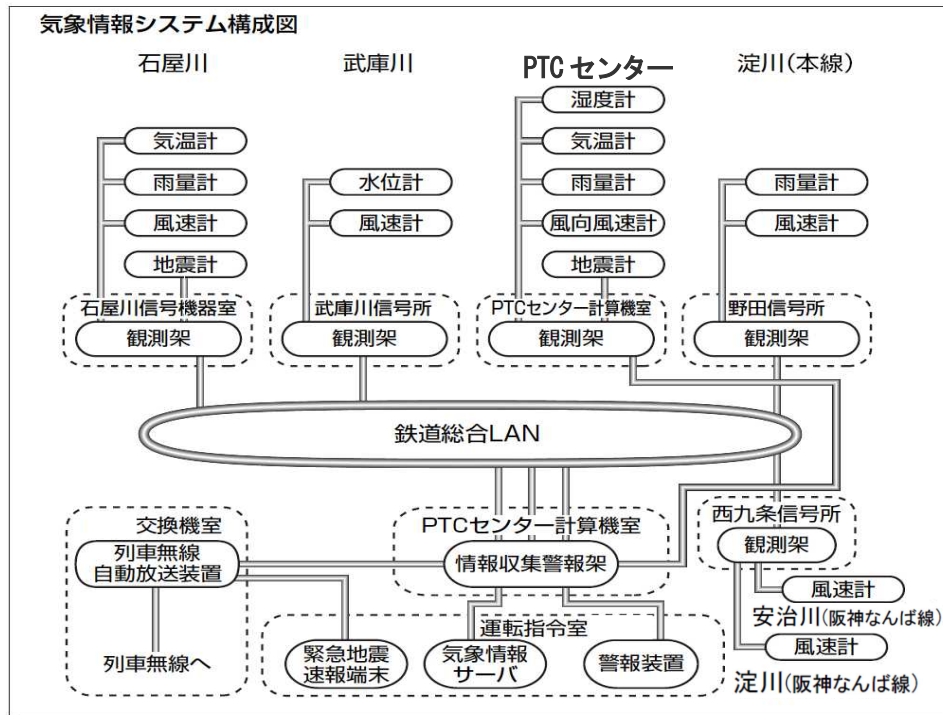 気象情報システム構成図
石屋川
武庫川
PTC センター
淀川(本線)
湿度計
気温計
気温計
雨量計
水位計
雨量計
雨量計
風速計
風速計
風向風速計
風速計
地震計
地震計
石屋川信号機器室
武庫川信号所
PTCセンター計算機室
野田信号所
観測架
観測架
観測架
観測架
鉄道総合LAN
交換機室
PTCセンター計算機室
西九条信号所
列車無線
自動放送装置
情報収集警報架
観測架
風速計
安治川(阪神なんば線)
運転指令室
列車無線へ
緊急地震
速報端末
気象情報
サーバ
警報装置
風速計
淀川(阪神なんば線)